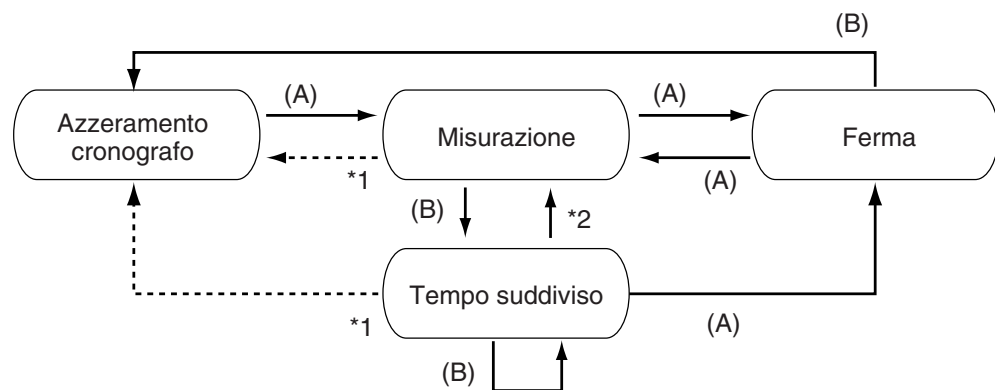 (B)
(A)
(A)
Azzeramento
cronografo
Misurazione
Ferma
*1
(A)
(B)
*2
Tempo suddiviso
*1
(A)
(B)